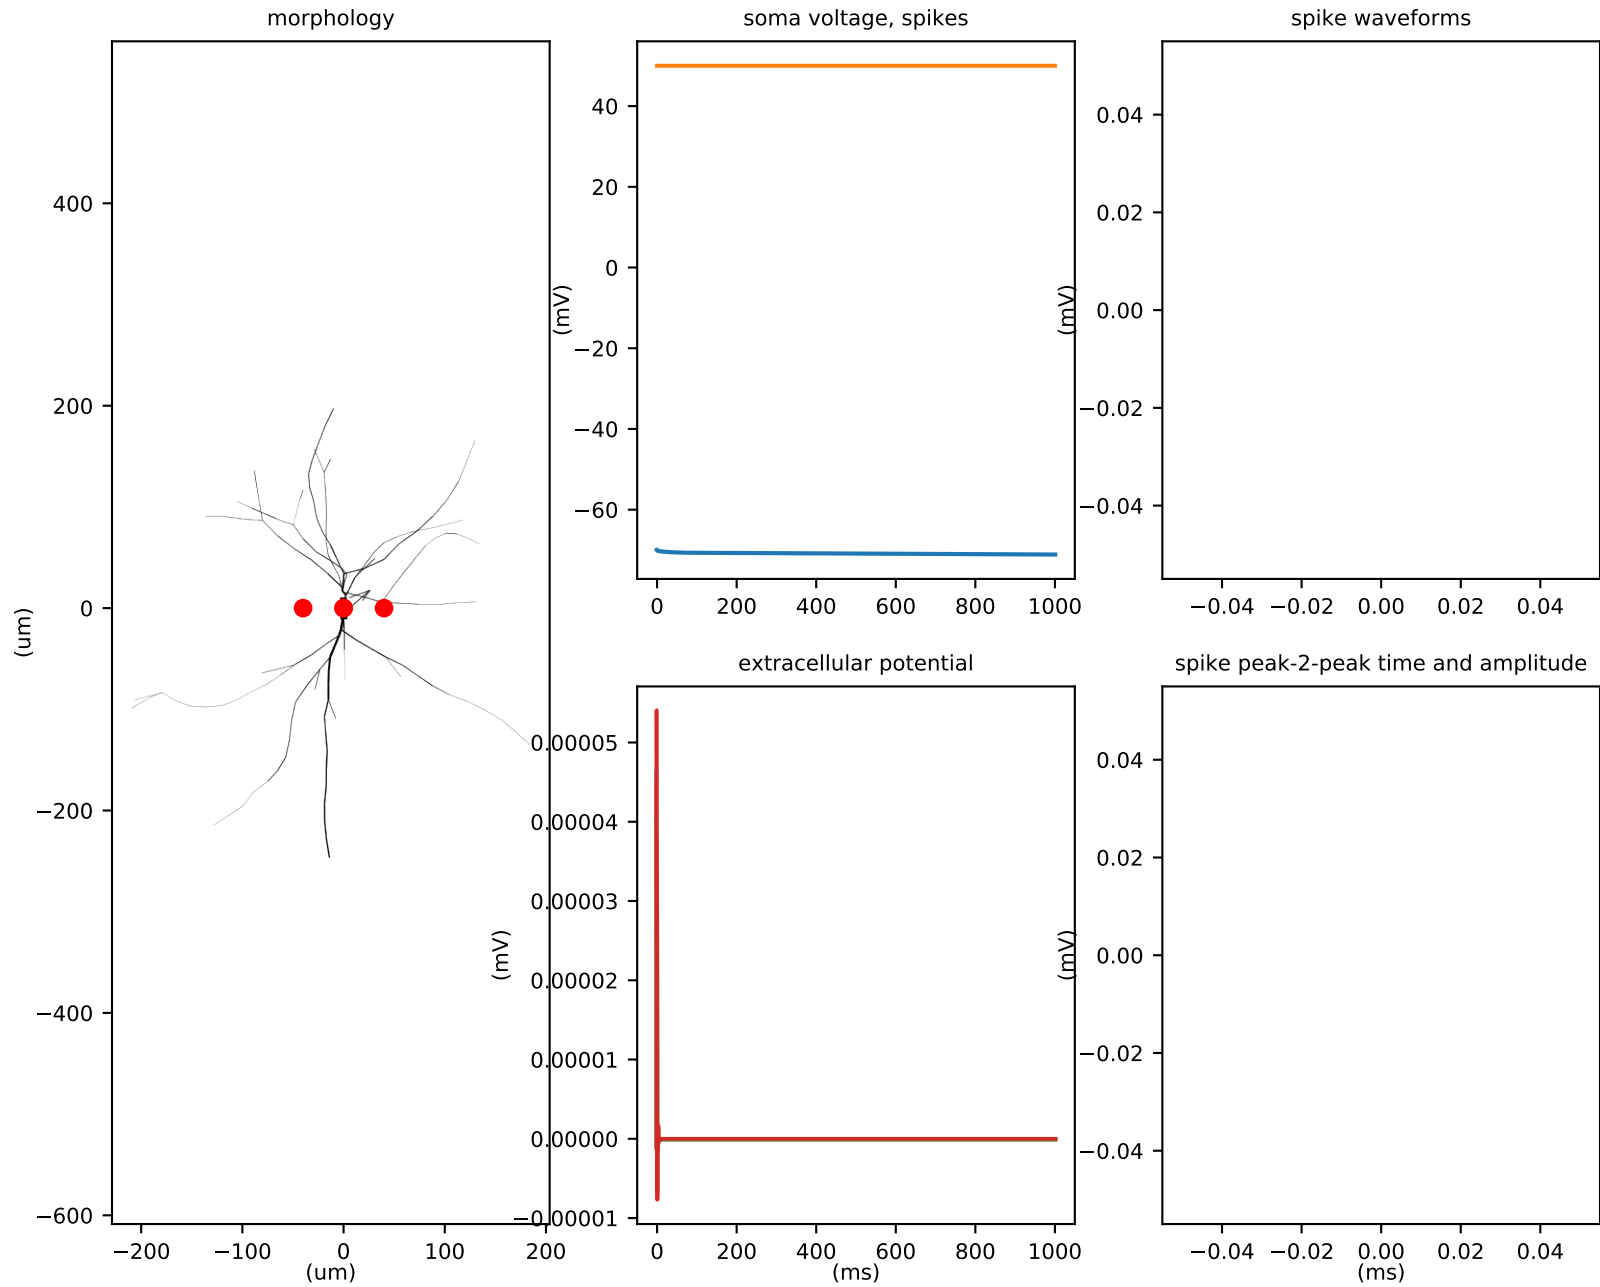 morphology
400
200
0
−200
−400
−600
(um)
−200 −100 0 100 200
(um)
soma voltage, spikes
40
20
0
−20
−40
−60
(mV)
0 200 400 600 800 1000
spike waveforms
0.04
0.02
0.00
−0.02
−0.04
(mV)
−0.04 −0.02 0.00 0.02 0.04
extracellular potential
0.00005
0.00004
0.00003
0.00002
0.00001
0.00000
−0.00001
(mV)
0 200 400 600 800 1000
(ms)
spike peak-2-peak time and amplitude
0.04
0.02
0.00
−0.02
−0.04
(mV)
−0.04 −0.02 0.00 0.02 0.04
(ms)